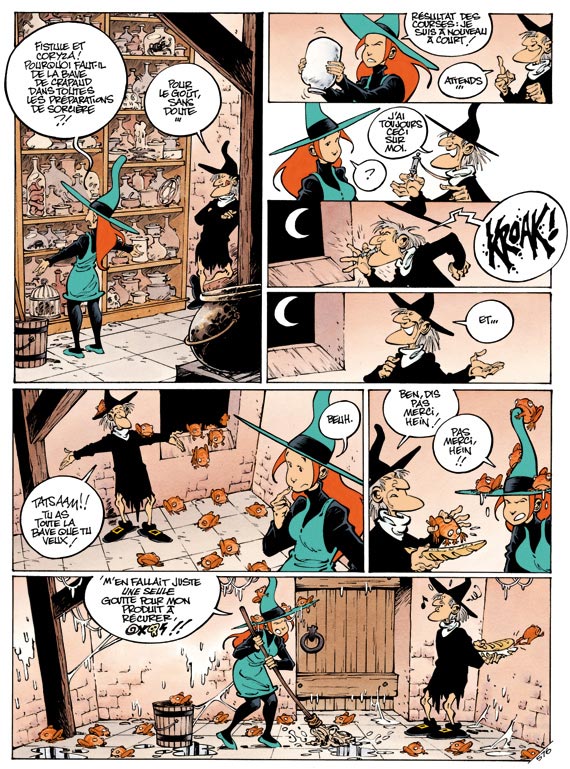 FISTULE ET
CORYZA!
POURQUOI FAUT-IL
DE LA BAVE
DE CRAPAUD
DANS TOUTES
LES PRÉPARATIONS
DE SORCIÈRE
?!!
POUR
LE GOÛT,
SANS
DOUTE
...
RÉSULTAT DES
COURSES: JE
SUIS À NOUVEAU
À COURT!
ATTENDS...
?
J'AI
TOUJOURS
CECI
SUR
MOI.
KROAK!
ET...
TATSAAM!!
TU AS
TOUTE LA
BAVE QUE TU
VEUX!
BEUH.
BEN, DIS
PAS
MERCI,
HEIN!
PAS
MERCI,
HEIN
!!
'M'EN FALLAIT JUSTE
UNE SEULE
GOUTTE POUR MON
PRODUIT À
RÉCURER,
!!!
570